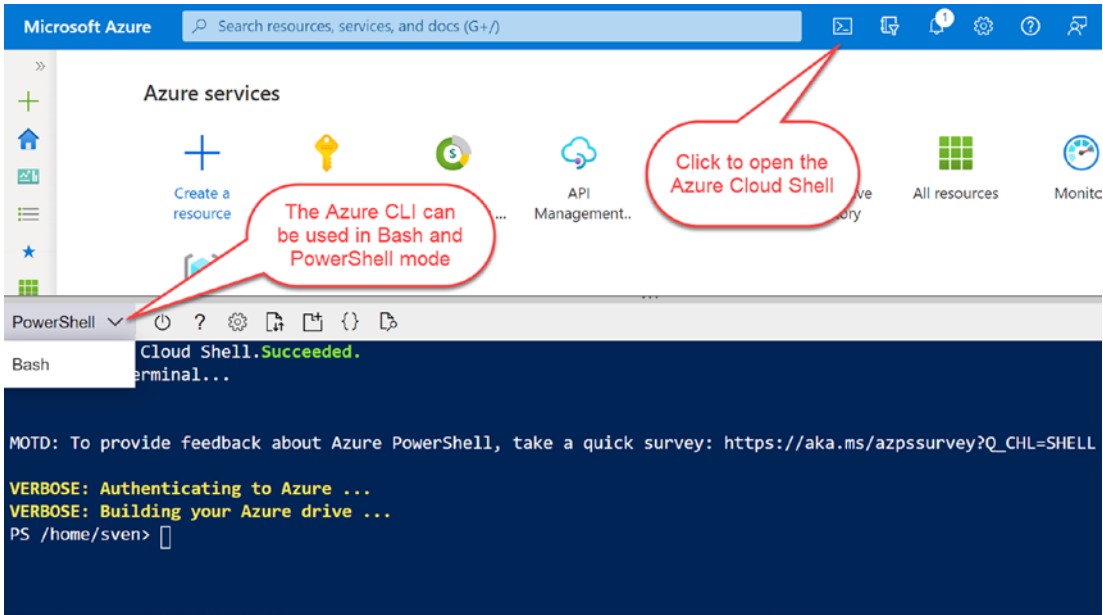 Microsoft Azure
Search resources, services, and docs (G+/)
1
Azure services
Create a
resource
...
API
Management..
All resources
Click to open the
Azure Cloud Shell
The Azure CLI can
be used in Bash and
PowerShell mode
PowerShell
Bash
Cloud Shell.Succeeded.
...
MOTD: To provide feedback about Azure PowerShell, take a quick survey: https://aka.ms/azpssurvey?Q_CHL=SHELL
VERBOSE: Authenticating to Azure ...
VERBOSE: Building your Azure drive ...
PS /home/sven>